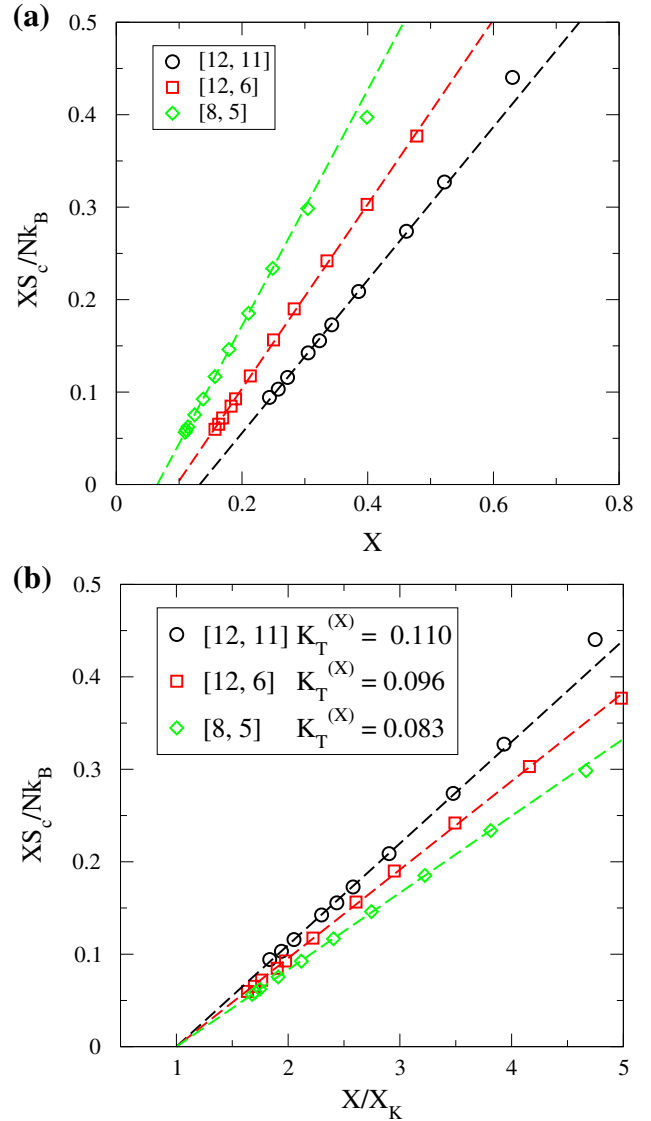 (a)
0.5
0.4
0.3
0.2
0.1
0
XS_c/Nk_B
[12, 11]
[12, 6]
[8, 5]
0 0.2 0.4 0.6 0.8
X
(b)
0.5
0.4
0.3
0.2
0.1
0
XS_c/Nk_B
[12, 11] K_T^(X) = 0.110
[12, 6] K_T^(X) = 0.096
[8, 5] K_T^(X) = 0.083
1 2 3 4 5
X/X_K